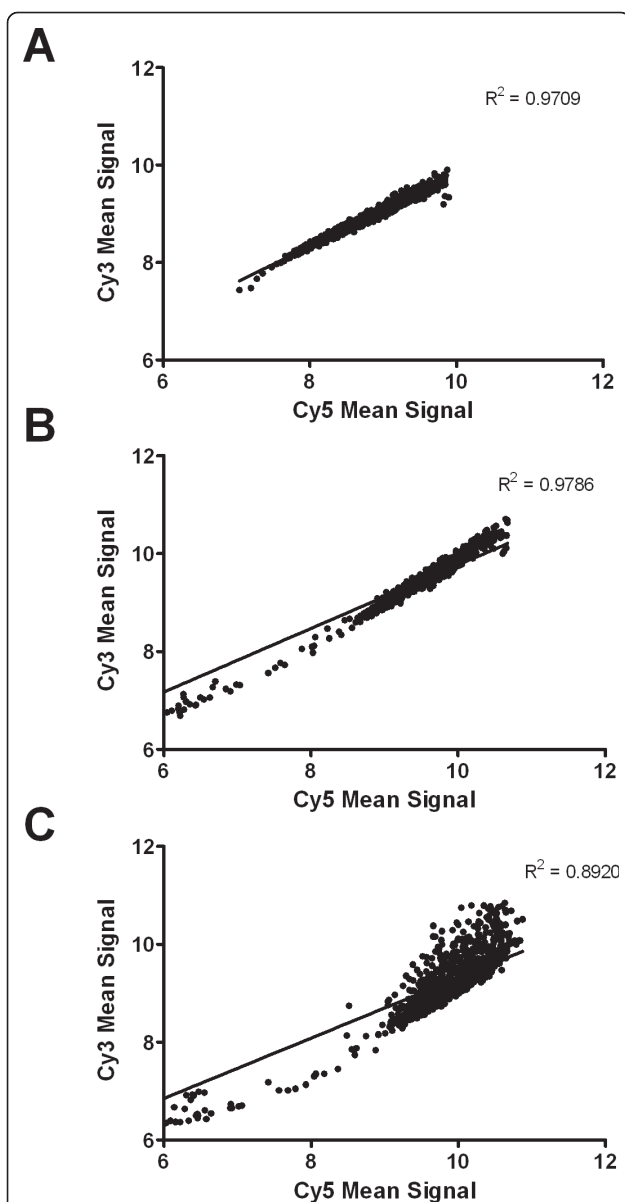 A
12
R² = 0.9709
10
Cy3 Mean Signal
8
6
6 8 10 12
Cy5 Mean Signal
B
12
R² = 0.9786
10
Cy3 Mean Signal
8
6
6 8 10 12
Cy5 Mean Signal
C
12
R² = 0.8920
10
Cy3 Mean Signal
8
6
6 8 10 12
Cy5 Mean Signal